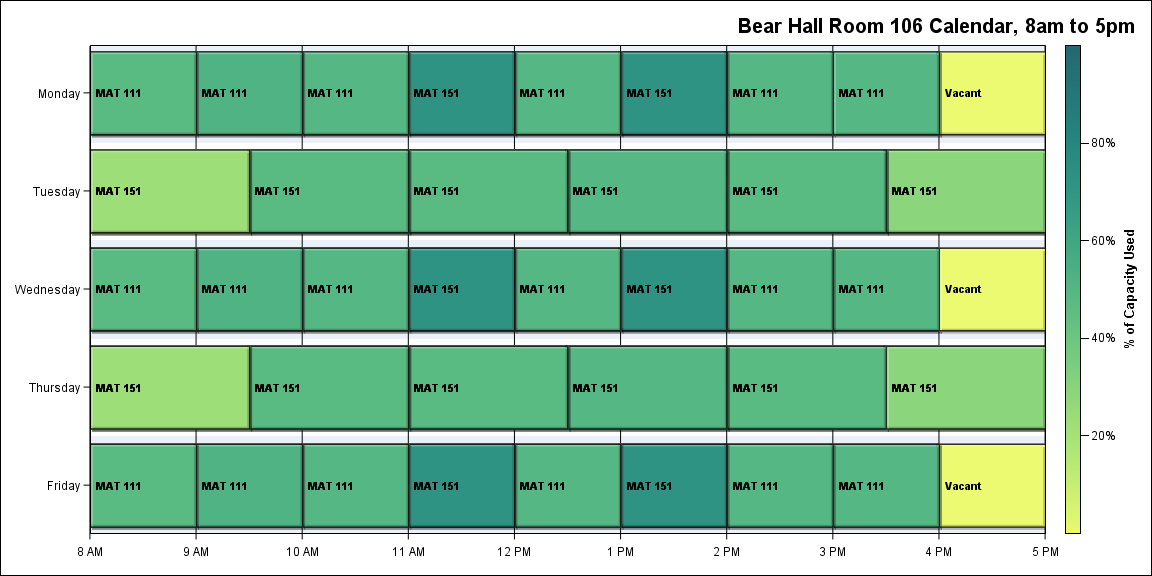 Bear Hall Room 106 Calendar, 8am to 5pm
Monday MAT 111 MAT 111 MAT 111 MAT 151 MAT 111 MAT 151 MAT 111 MAT 111 Vacant
80%
Tuesday MAT 151 MAT 151 MAT 151 MAT 151 MAT 151 MAT 151
60%
% of Capacity Used
Wednesday MAT 111 MAT 111 MAT 111 MAT 151 MAT 111 MAT 151 MAT 111 MAT 111 Vacant
40%
Thursday MAT 151 MAT 151 MAT 151 MAT 151 MAT 151 MAT 151
20%
Friday MAT 111 MAT 111 MAT 111 MAT 151 MAT 111 MAT 151 MAT 111 MAT 111 Vacant
8 AM 9 AM 10 AM 11 AM 12 PM 1 PM 2 PM 3 PM 4 PM 5 PM